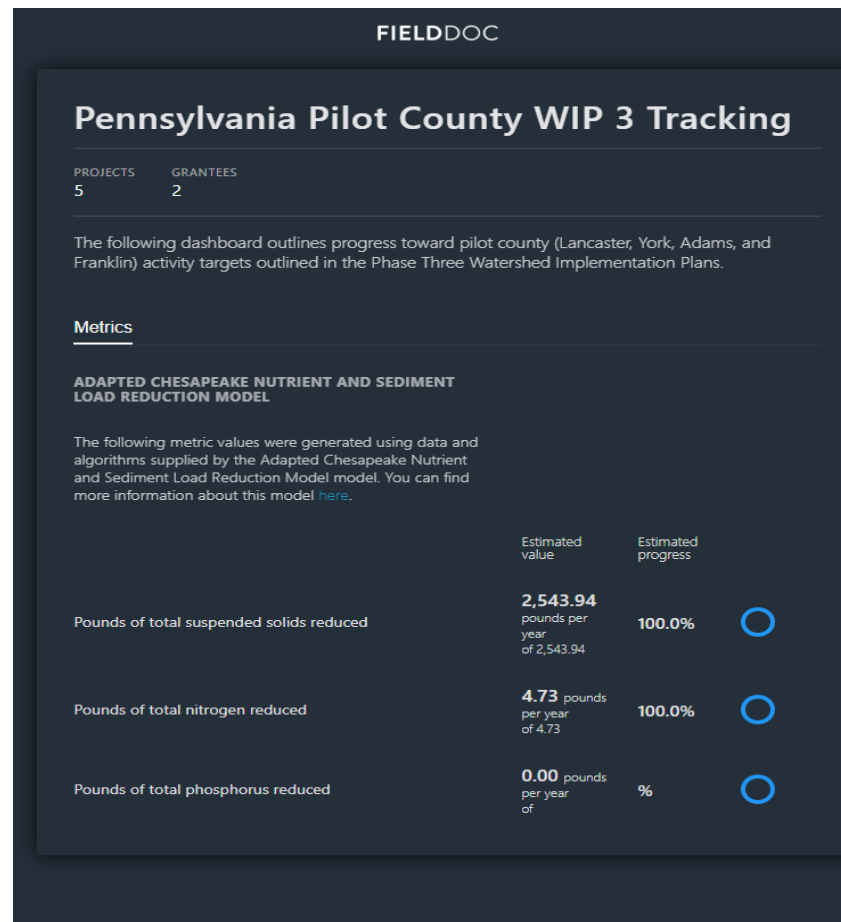 FIELDDOC
Pennsylvania Pilot County WIP 3 Tracking
PROJECTS GRANTEES
5 2
The following dashboard outlines progress toward pilot county (Lancaster, York, Adams, and
Franklin) activity targets outlined in the Phase Three Watershed Implementation Plans.
Metrics
ADAPTED CHESAPEAKE NUTRIENT AND SEDIMENT
LOAD REDUCTION MODEL
The following metric values were generated using data and
algorithms supplied by the Adapted Chesapeake Nutrient
and Sediment Load Reduction Model model. You can find
more information about this model here.
Estimated
value
Estimated
progress
Pounds of total suspended solids reduced
2,543.94
pounds per
year
of 2,543.94
100.0%
Pounds of total nitrogen reduced
4.73 pounds
per year
of 4.73
100.0%
Pounds of total phosphorus reduced
0.00 pounds
per year
of
%